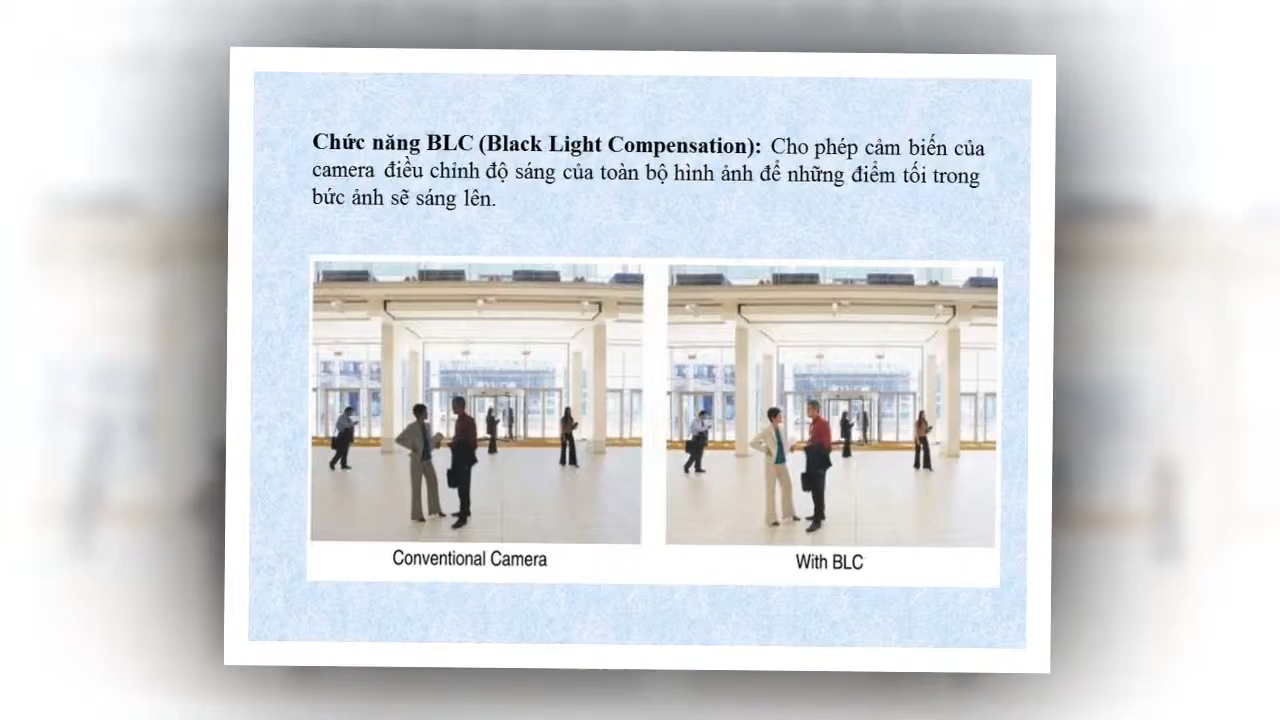 Chức năng BLC (Black Light Compensation): Cho phép cảm biến của
camera điều chỉnh độ sáng của toàn bộ hình ảnh để những điểm tối trong
bức ảnh sẽ sáng lên.
Conventional Camera
With BLC